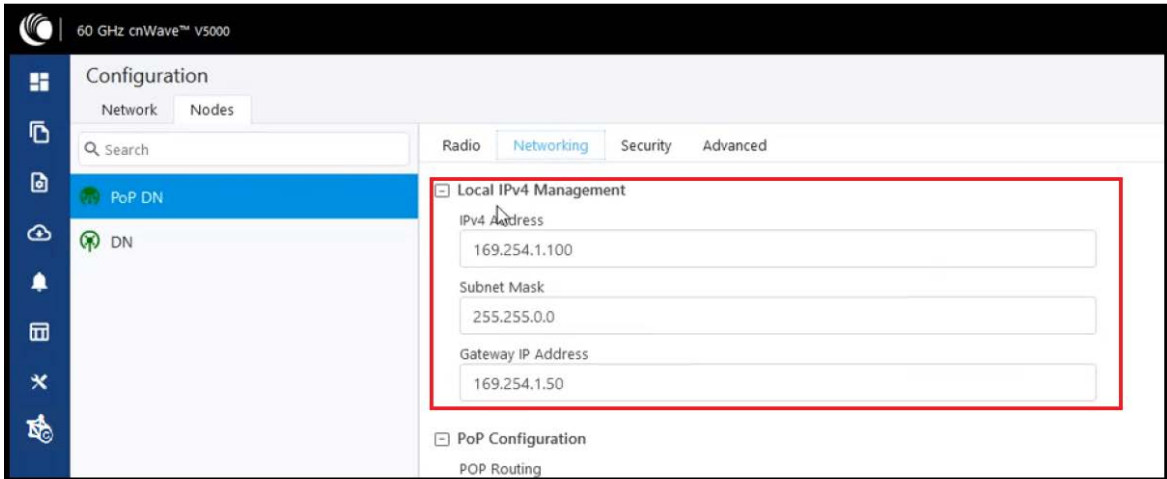 60 GHz cnWave™ V5000
Configuration
Network Nodes
Search
PoP DN
DN
Radio Networking Security Advanced
Local IPv4 Management
IPv4 Address
169.254.1.100
Subnet Mask
255.255.0.0
Gateway IP Address
169.254.1.50
PoP Configuration
POP Routing